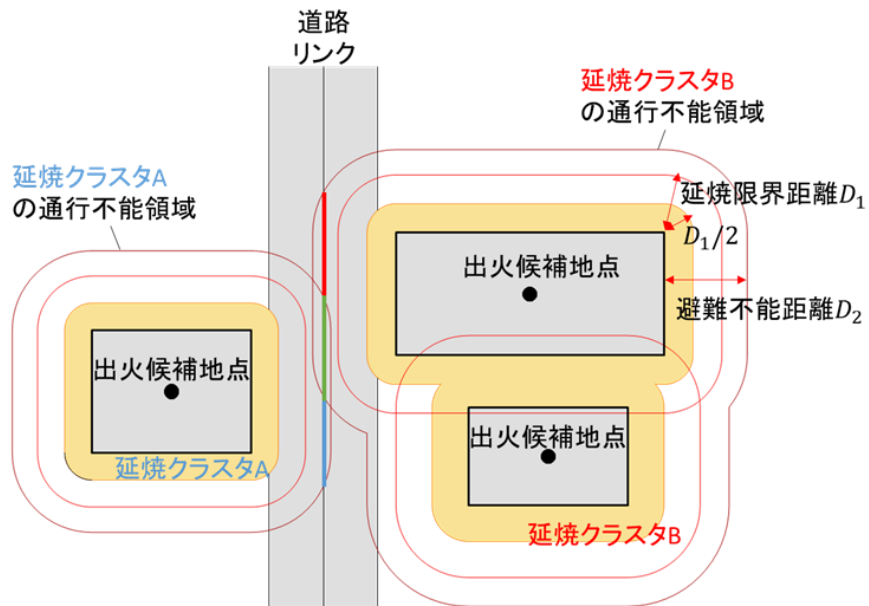 道路
リンク
延焼クラスタB
の通行不能領域
延焼クラスタA
の通行不能領域
延焼限界距離D₁
D₁/2
出火候補地点
避難不能距離D₂
出火候補地点
出火候補地点
延焼クラスタA
延焼クラスタB